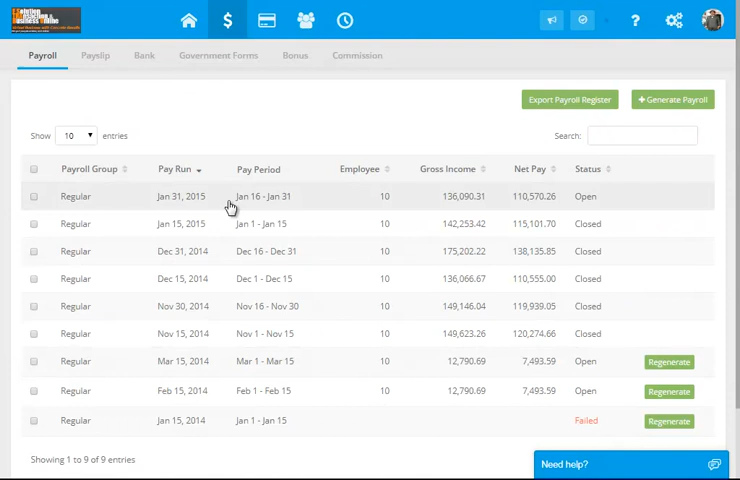 Solution
Transaction &
Business Online
$
?
Payroll Payslip Bank Government Forms Bonus Commission
Export Payroll Register + Generate Payroll
Show 10 entries Search:
Payroll Group Pay Run Pay Period Employee Gross Income Net Pay Status
Regular Jan 31, 2015 Jan 16 - Jan 31 10 136,090.31 110,570.26 Open
Regular Jan 15, 2015 Jan 1 - Jan 15 10 142,253.42 115,101.70 Closed
Regular Dec 31, 2014 Dec 16 - Dec 31 10 175,202.22 138,135.85 Closed
Regular Dec 15, 2014 Dec 1 - Dec 15 10 136,066.67 110,555.00 Closed
Regular Nov 30, 2014 Nov 16 - Nov 30 10 149,146.04 119,939.05 Closed
Regular Nov 15, 2014 Nov 1 - Nov 15 10 149,623.26 120,274.66 Closed
Regular Mar 15, 2014 Mar 1 - Mar 15 10 12,790.69 7,493.59 Open Regenerate
Regular Feb 15, 2014 Feb 1 - Feb 15 10 12,790.69 7,493.59 Open Regenerate
Regular Jan 15, 2014 Jan 1 - Jan 15 Failed Regenerate
Showing 1 to 9 of 9 entries
Need help?